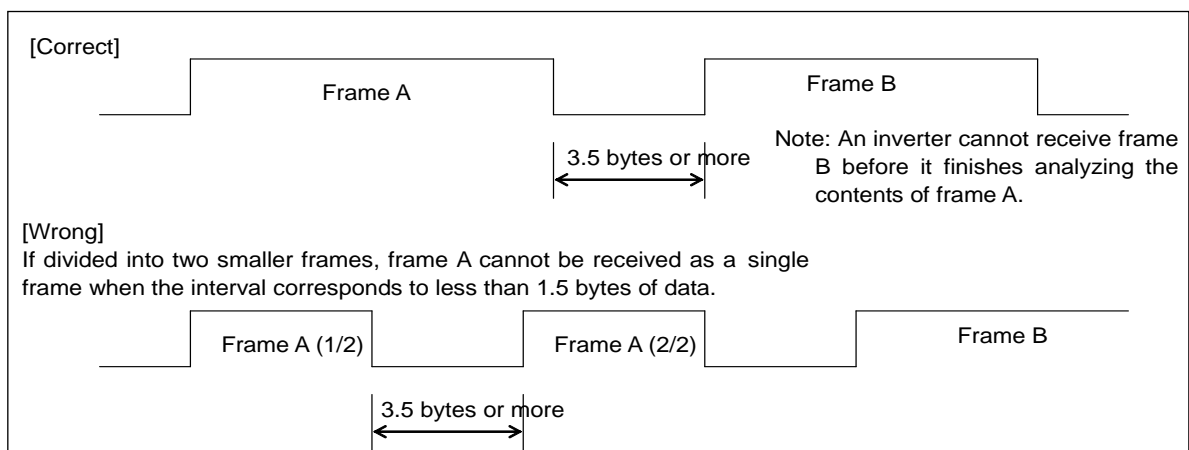 [Correct]
Frame A
Frame B
3.5 bytes or more
Note: An inverter cannot receive frame
B before it finishes analyzing the
contents of frame A.
[Wrong]
If divided into two smaller frames, frame A cannot be received as a single
frame when the interval corresponds to less than 1.5 bytes of data.
Frame A (1/2)
Frame A (2/2)
Frame B
3.5 bytes or more